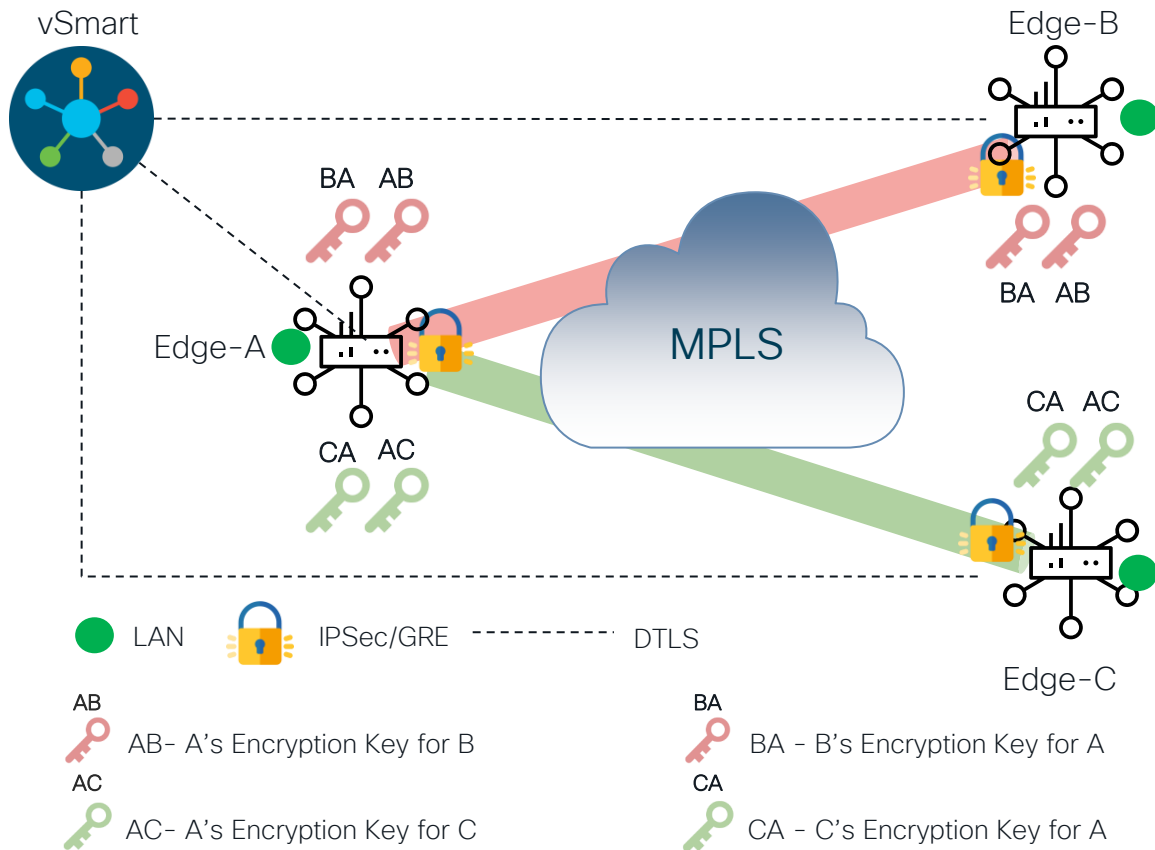 vSmart
Edge-B
BA AB
BA AB
Edge-A
MPLS
CA AC
CA AC
LAN
IPSec/GRE
DTLS
Edge-C
AB
AB- A's Encryption Key for B
BA
BA - B's Encryption Key for A
AC
AC- A's Encryption Key for C
CA
CA - C's Encryption Key for A